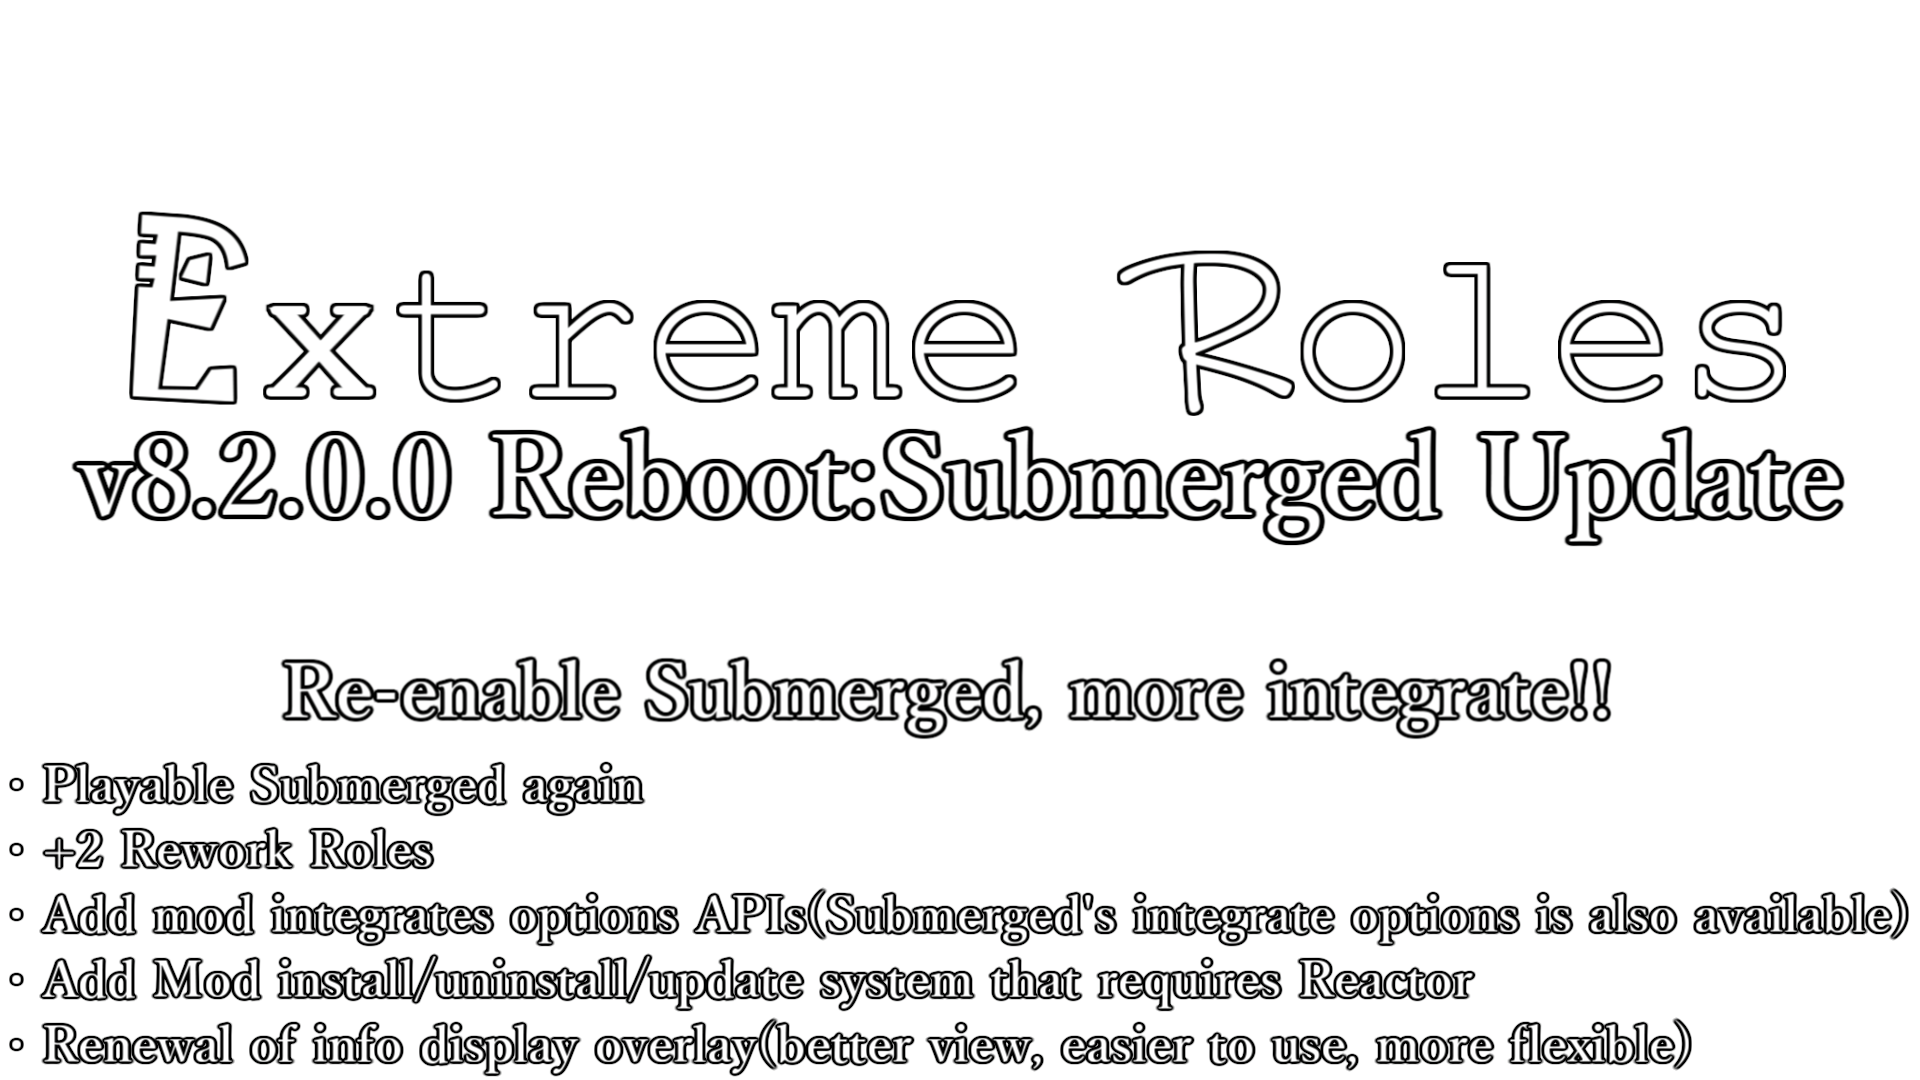 Extreme Roles
v8.2.0.0 Reboot:Submerged Update
Re-enable Submerged, more integrate!!
・Playable Submerged again
・+2 Rework Roles
・Add mod integrates options APIs(Submerged's integrate options is also available)
・Add Mod install/uninstall/update system that requires Reactor
・Renewal of info display overlay(better view, easier to use, more flexible)